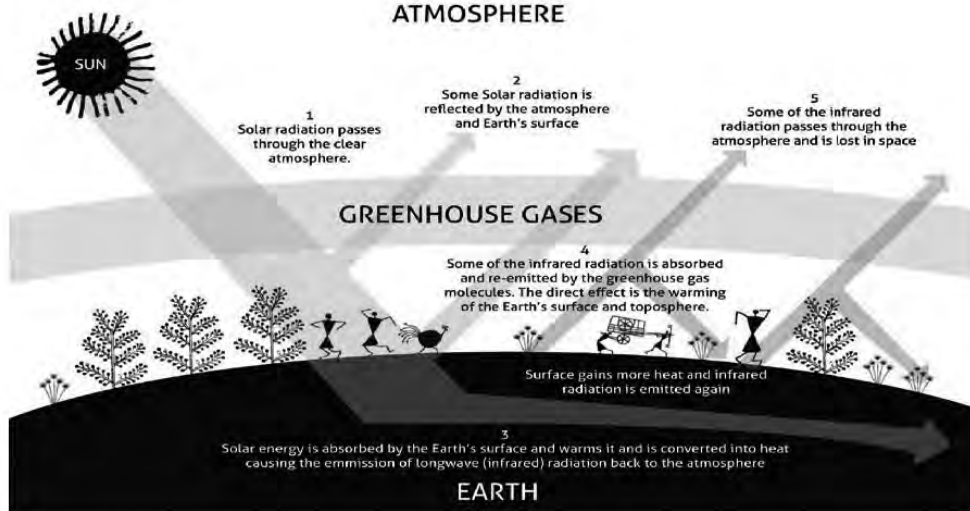 ATMOSPHERE
SUN
1
Solar radiation passes
through the clear
atmosphere.
2
Some Solar radiation is
reflected by the atmosphere
and Earth's surface
5
Some of the infrared
radiation passes through the
atmosphere and is lost in space
GREENHOUSE GASES
4
Some of the infrared radiation is absorbed
and re-emitted by the greenhouse gas
molecules. The direct effect is the warming
of the Earth's surface and toposphere.
Surface gains more heat and infrared
radiation is emitted again
3
Solar energy is absorbed by the Earth's surface and warms it and is converted into heat
causing the emmission of longwave (infrared) radiation back to the atmosphere
EARTH